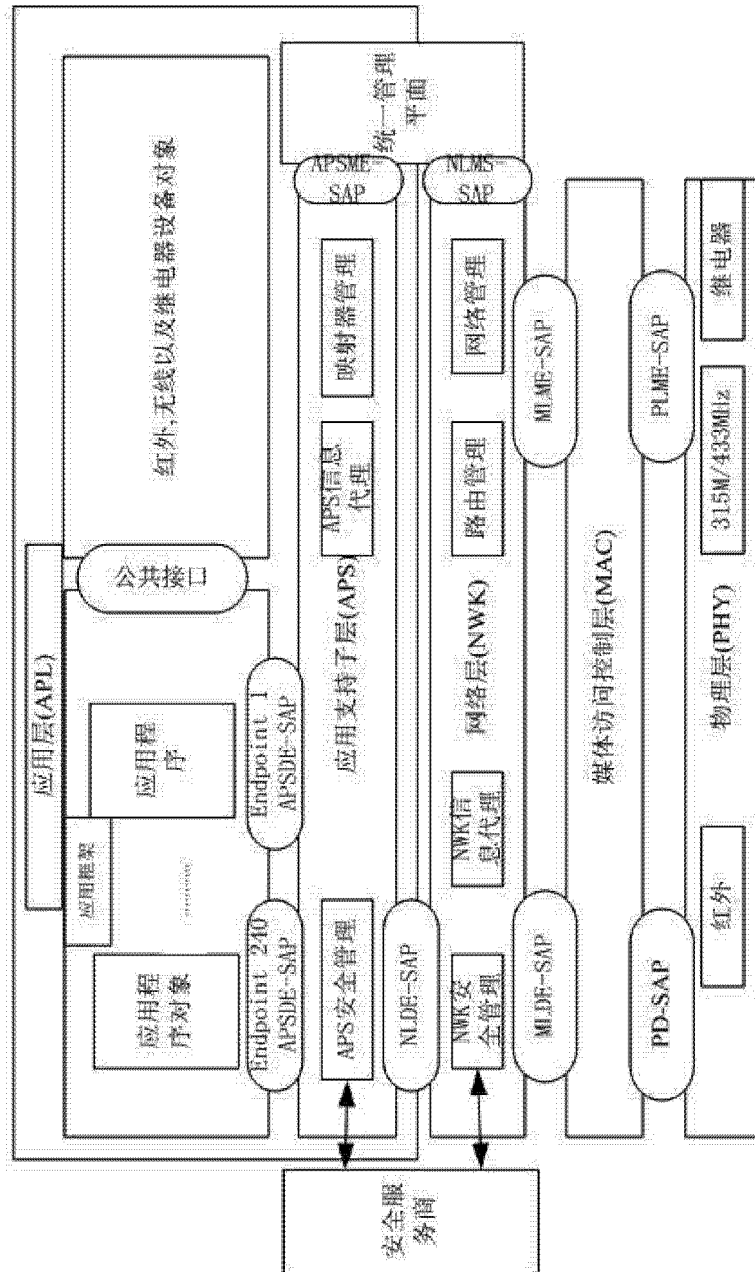 应用层(APL)
应用框架
应用程
序对象
……
应用程
序
公共接口
红外,无线以及继电器设备对象
Endpoint 240
APSDE-SAP
Endpoint 1
APSDE-SAP
APS安全管理
应用支持子层(APS)
APS信息
代理
映射器管理
APSME-
SAP
统一管理
平面
安全服
务商
NLDE-SAP
NWK安
全管理
NWK信
息代理
网络层(NWK)
路由管理
网络管理
NLMS-
SAP
MLDE-SAP
MLME-SAP
媒体访问控制层(MAC)
PD-SAP
PLME-SAP
红外
物理层(PHY)
315M/433MHz
继电器